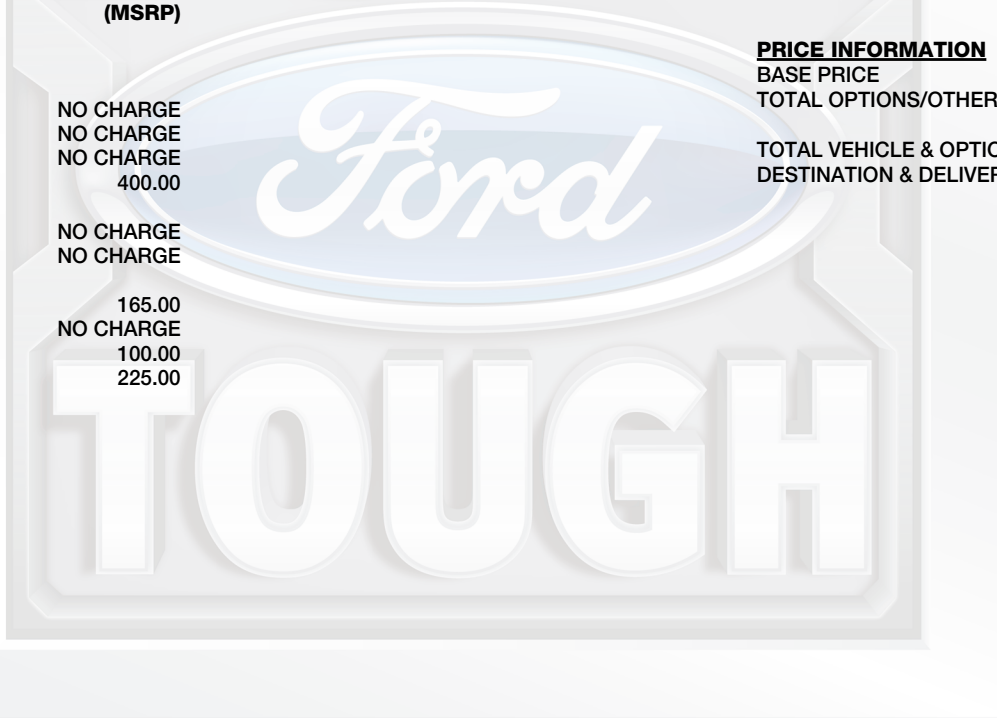 (MSRP)
NO CHARGE
NO CHARGE
NO CHARGE
400.00
NO CHARGE
NO CHARGE
165.00
NO CHARGE
100.00
225.00
PRICE INFORMATION
BASE PRICE
TOTAL OPTIONS/OTHER
TOTAL VEHICLE & OPTIO
DESTINATION & DELIVER
Ford
TOUGH